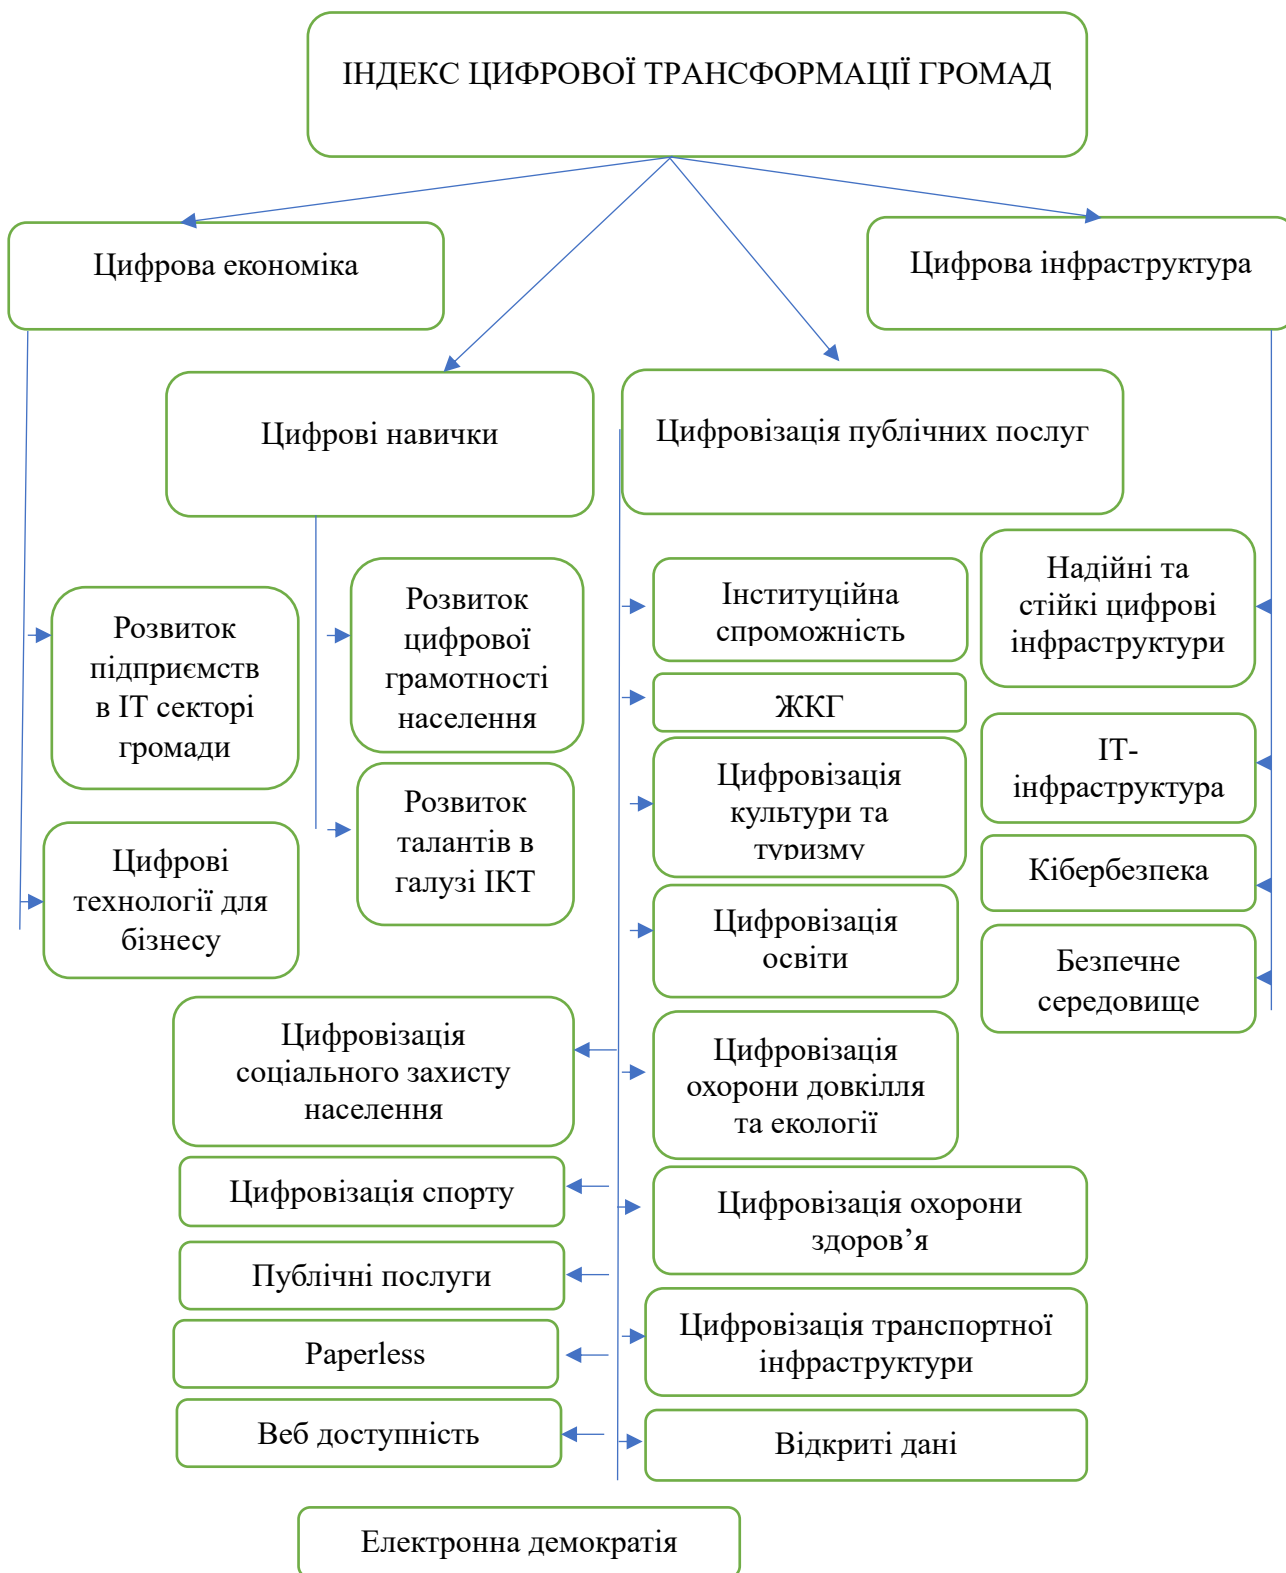 ІНДЕКС ЦИФРОВОЇ ТРАНСФОРМАЦІЇ ГРОМАД
Цифрова економіка
Цифрова інфраструктура
Цифрові навички
Цифровізація публічних послуг
Розвиток
підприємств
в ІТ секторі
громади
Цифрові
технології для
бізнесу
Розвиток
цифрової
грамотності
населення
Розвиток
талантів в
галузі ІКТ
Інституційна
спроможність
ЖКГ
Цифровізація
культури та
туризму
Цифровізація
освіти
Цифровізація
охорони довкілля
та екології
Цифровізація охорони
здоров’я
Цифровізація транспортної
інфраструктури
Відкриті дані
Надійні та
стійкі цифрові
інфраструктури
ІТ-
інфраструктура
Кібербезпека
Безпечне
середовище
Цифровізація
соціального захисту
населення
Цифровізація спорту
Публічні послуги
Paperless
Веб доступність
Електронна демократія